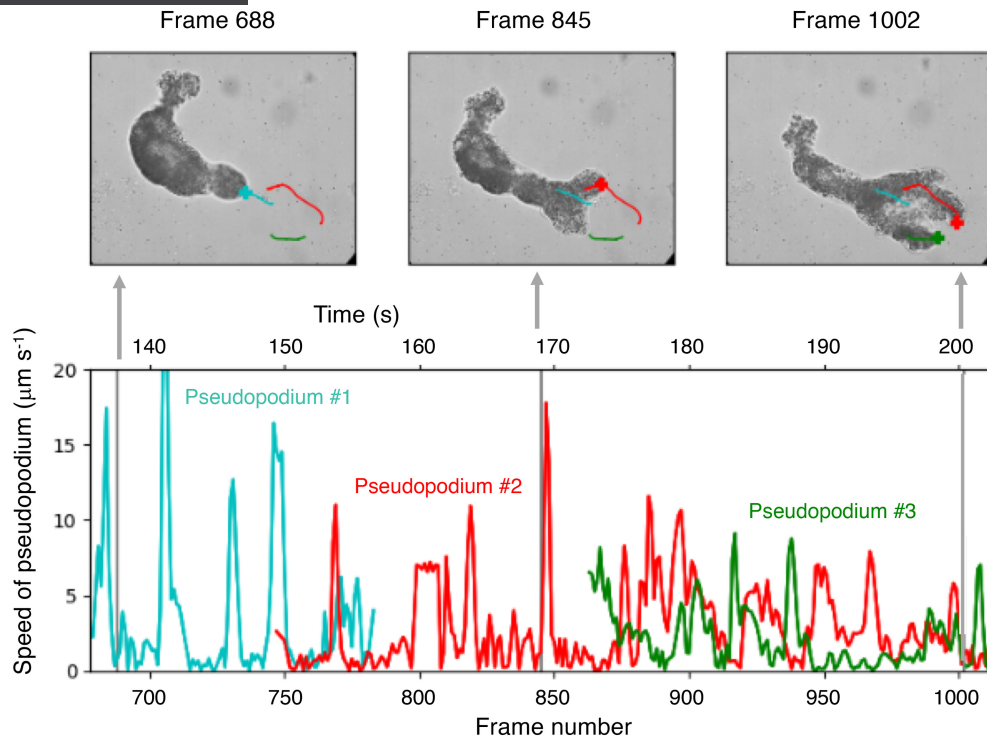 Frame 688
Frame 845
Frame 1002
Time (s)
140 150 160 170 180 190 200
Speed of pseudopodium (μm s⁻¹)
20
15
10
5
0
Pseudopodium #1
Pseudopodium #2
Pseudopodium #3
700 750 800 850 900 950 1000
Frame number